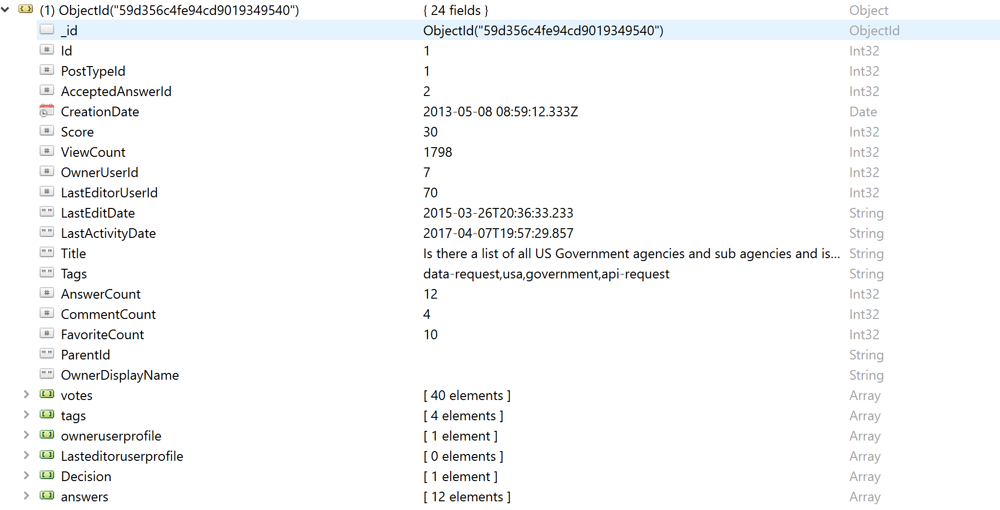 (1) ObjectId("59d356c4fe94cd9019349540") { 24 fields } Object
_id ObjectId("59d356c4fe94cd9019349540") ObjectId
Id 1 Int32
PostTypeId 1 Int32
AcceptedAnswerId 2 Int32
CreationDate 2013-05-08 08:59:12.333Z Date
Score 30 Int32
ViewCount 1798 Int32
OwnerUserId 7 Int32
LastEditorUserId 70 Int32
LastEditDate 2015-03-26T20:36:33.233 String
LastActivityDate 2017-04-07T19:57:29.857 String
Title Is there a list of all US Government agencies and sub agencies and is... String
Tags data-request,usa,government,api-request String
AnswerCount 12 Int32
CommentCount 4 Int32
FavoriteCount 10 Int32
ParentId String
OwnerDisplayName String
votes [ 40 elements ] Array
tags [ 4 elements ] Array
owneruserprofile [ 1 element ] Array
Lasteditoruserprofile [ 0 elements ] Array
Decision [ 1 element ] Array
answers [ 12 elements ] Array